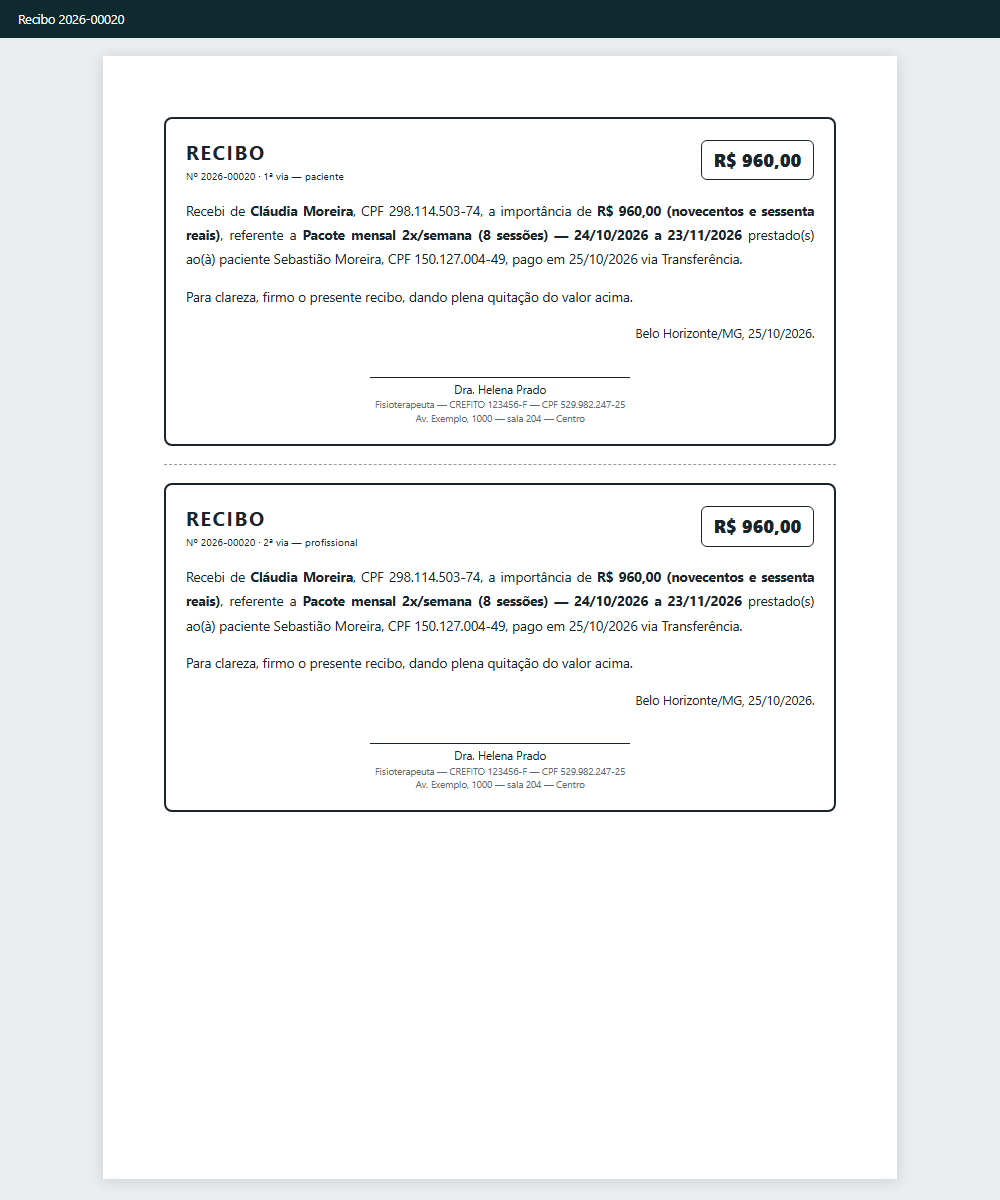 Recibo 2026-00020
RECIBO
R$ 960,00
Nº 2026-00020 · 1ª via — paciente
Recebi de Cláudia Moreira, CPF 298.114.503-74, a importância de R$ 960,00 (novecentos e sessenta
reais), referente a Pacote mensal 2x/semana (8 sessões) — 24/10/2026 a 23/11/2026 prestado(s)
ao(à) paciente Sebastião Moreira, CPF 150.127.004-49, pago em 25/10/2026 via Transferência.
Para clareza, firmo o presente recibo, dando plena quitação do valor acima.
Belo Horizonte/MG, 25/10/2026.
Dra. Helena Prado
Fisioterapeuta — CREFITO 123456-F — CPF 529.982.247-25
Av. Exemplo, 1000 — sala 204 — Centro
RECIBO
R$ 960,00
Nº 2026-00020 · 2ª via — profissional
Recebi de Cláudia Moreira, CPF 298.114.503-74, a importância de R$ 960,00 (novecentos e sessenta
reais), referente a Pacote mensal 2x/semana (8 sessões) — 24/10/2026 a 23/11/2026 prestado(s)
ao(à) paciente Sebastião Moreira, CPF 150.127.004-49, pago em 25/10/2026 via Transferência.
Para clareza, firmo o presente recibo, dando plena quitação do valor acima.
Belo Horizonte/MG, 25/10/2026.
Dra. Helena Prado
Fisioterapeuta — CREFITO 123456-F — CPF 529.982.247-25
Av. Exemplo, 1000 — sala 204 — Centro